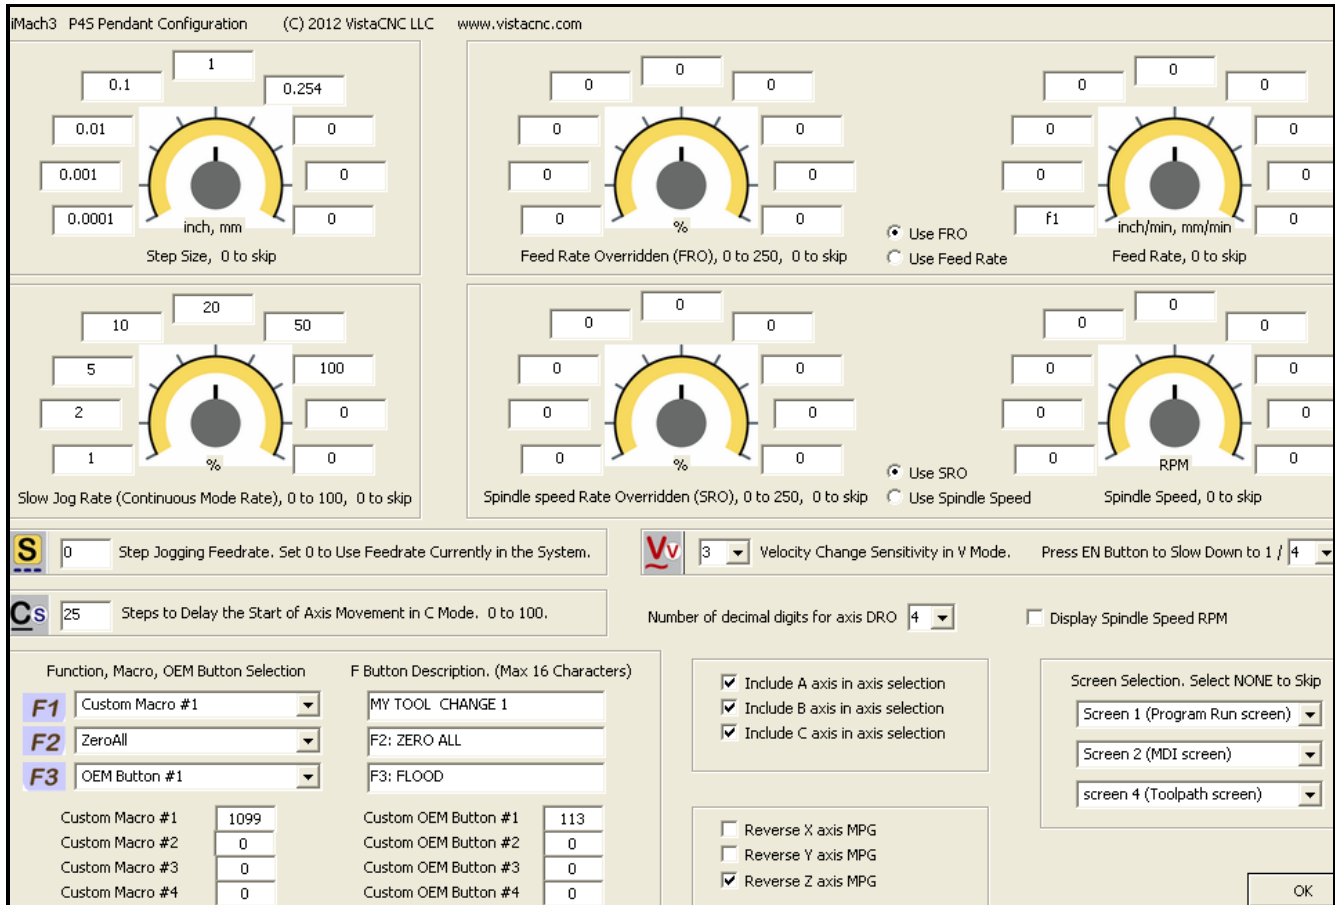 iMach3 P4S Pendant Configuration (C) 2012 VistaCNC LLC www.vistacnc.com
1
0.1
0.254
0.01
0
0.001
0
0.0001
0
inch, mm
Step Size, 0 to skip
0
0
0
0
0
0
0
0
0
%
Feed Rate Overridden (FRO), 0 to 250, 0 to skip
Use FRO
Use Feed Rate
0
0
0
0
0
0
0
f1
0
inch/min, mm/min
Feed Rate, 0 to skip
20
10
50
5
100
2
0
1
0
%
Slow Jog Rate (Continuous Mode Rate), 0 to 100, 0 to skip
0
0
0
0
0
0
0
0
0
%
Spindle speed Rate Overridden (SRO), 0 to 250, 0 to skip
Use SRO
Use Spindle Speed
0
0
0
0
0
0
0
0
0
RPM
Spindle Speed, 0 to skip
S 0 Step Jogging Feedrate. Set 0 to Use Feedrate Currently in the System.
Vv 3 Velocity Change Sensitivity in V Mode. Press EN Button to Slow Down to 1 / 4
Cs 25 Steps to Delay the Start of Axis Movement in C Mode. 0 to 100.
Number of decimal digits for axis DRO 4
Display Spindle Speed RPM
Function, Macro, OEM Button Selection F Button Description. (Max 16 Characters)
F1 Custom Macro #1 MY TOOL CHANGE 1
F2 ZeroAll F2: ZERO ALL
F3 OEM Button #1 F3: FLOOD
Custom Macro #1 1099 Custom OEM Button #1 113
Custom Macro #2 0 Custom OEM Button #2 0
Custom Macro #3 0 Custom OEM Button #3 0
Custom Macro #4 0 Custom OEM Button #4 0
Include A axis in axis selection
Include B axis in axis selection
Include C axis in axis selection
Reverse X axis MPG
Reverse Y axis MPG
Reverse Z axis MPG
Screen Selection. Select NONE to Skip
Screen 1 (Program Run screen)
Screen 2 (MDI screen)
screen 4 (Toolpath screen)
OK